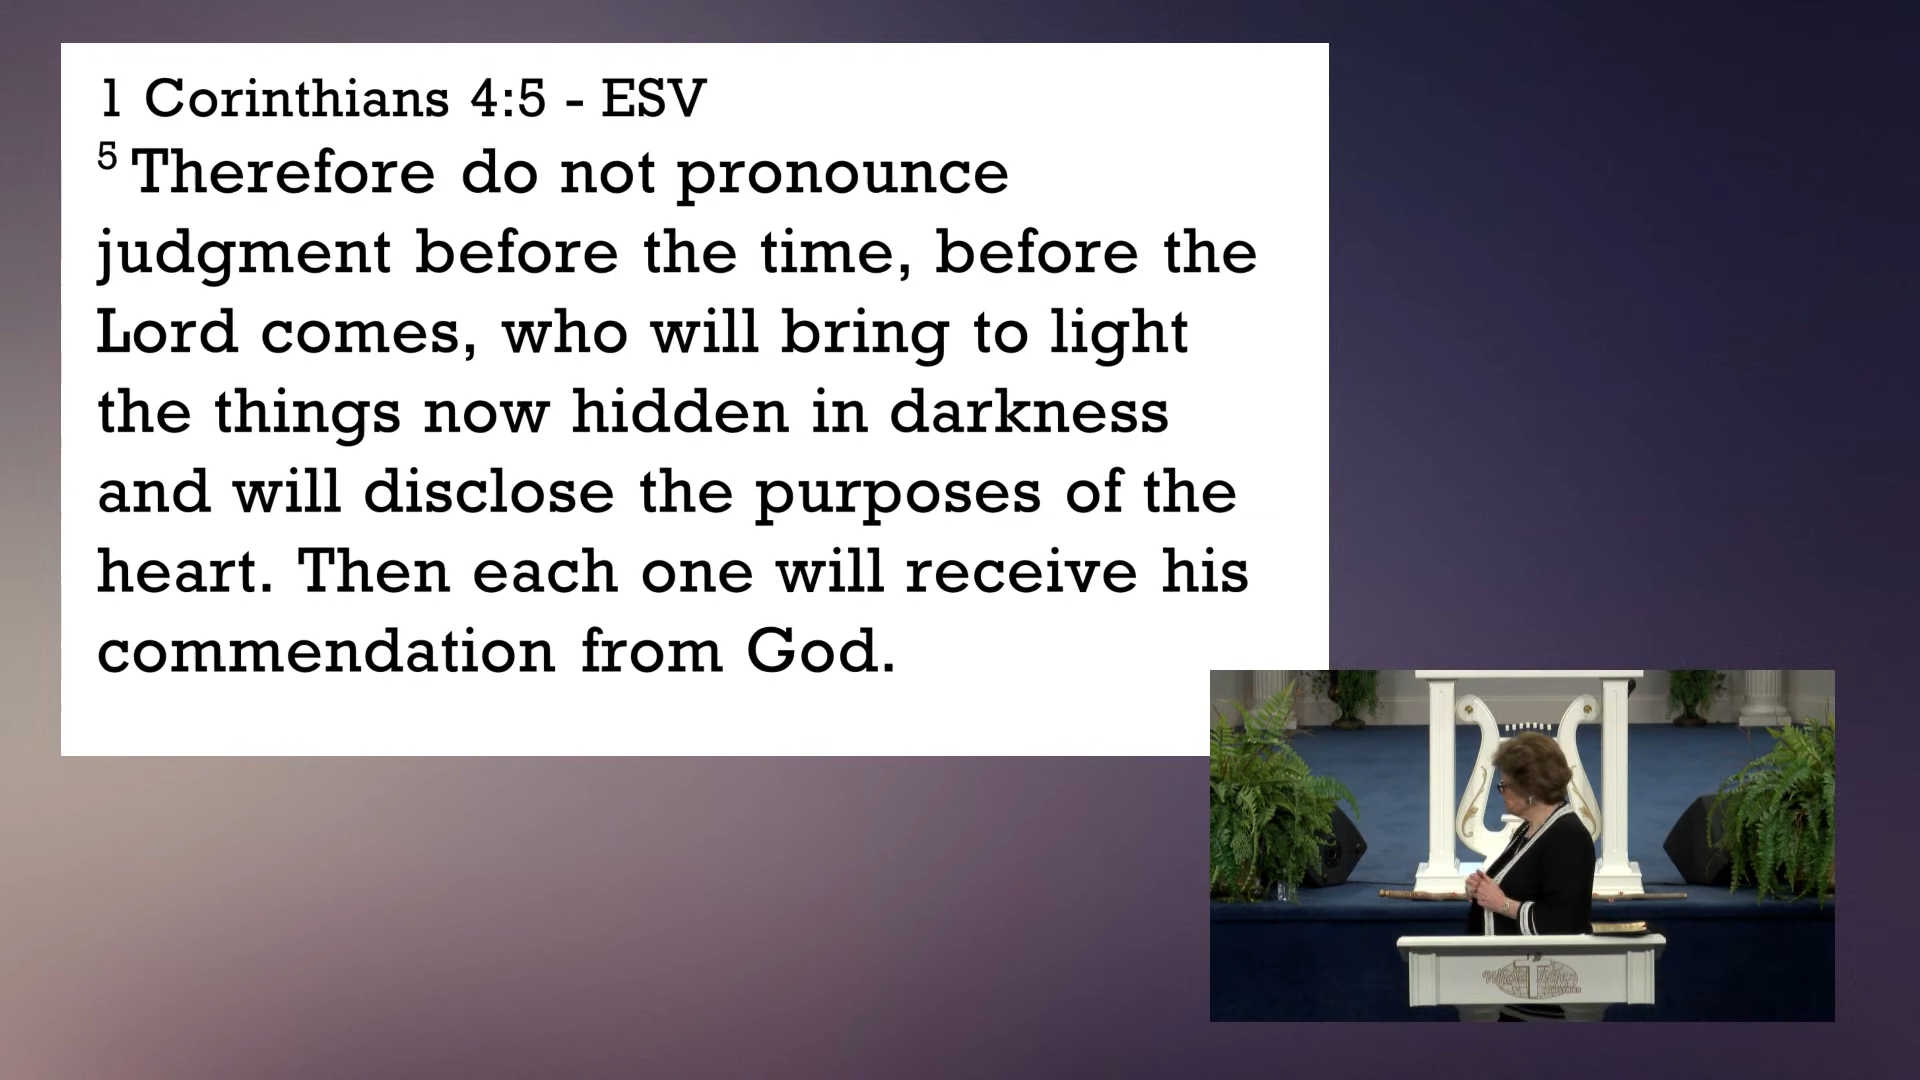 1 Corinthians 4:5 - ESV
5 Therefore do not pronounce
judgment before the time, before the
Lord comes, who will bring to light
the things now hidden in darkness
and will disclose the purposes of the
heart. Then each one will receive his
commendation from God.